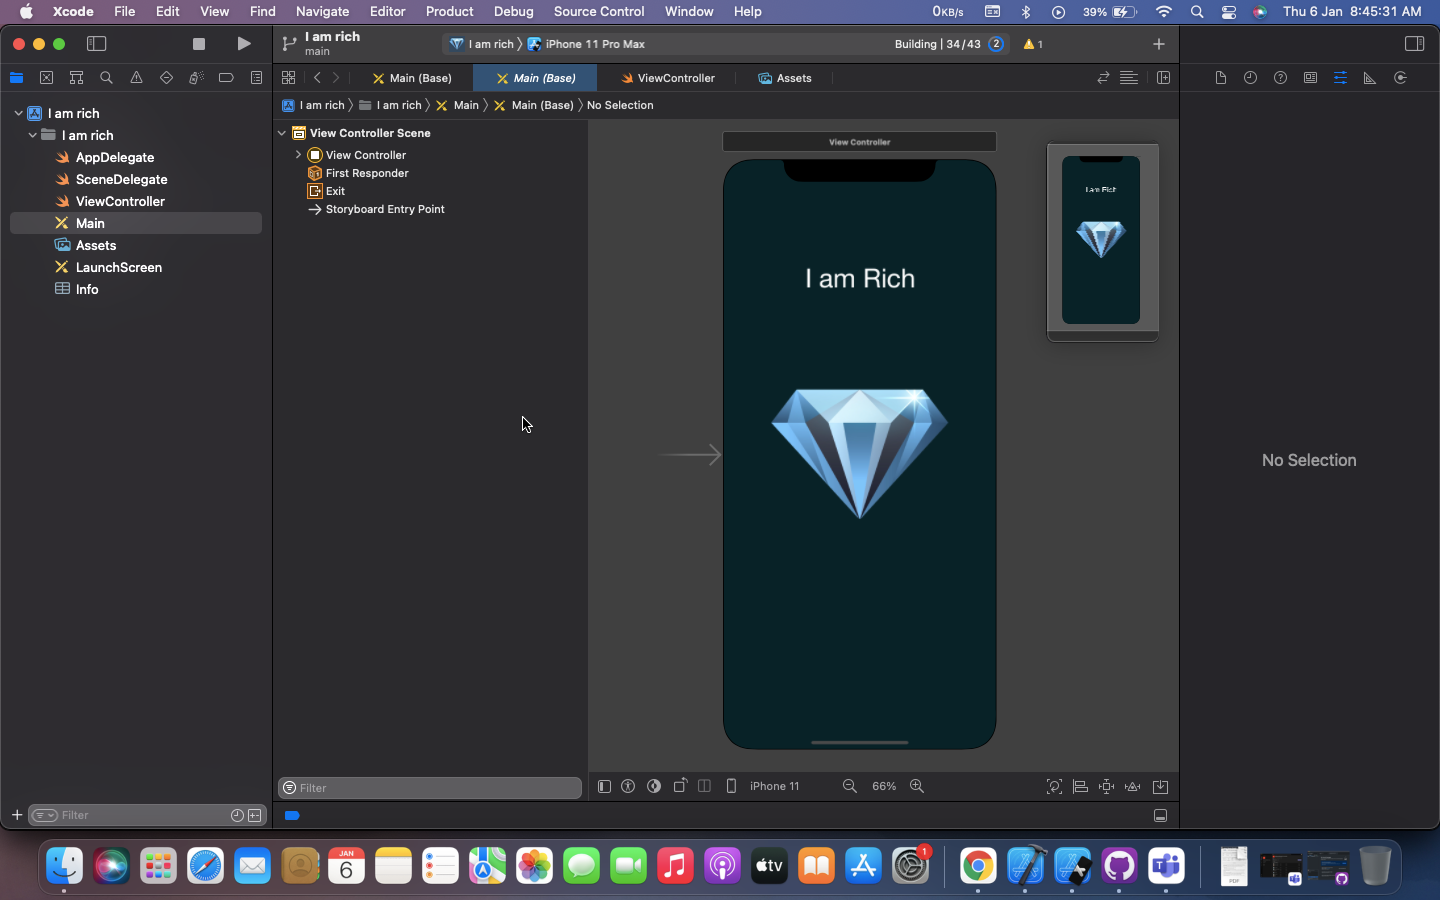 Xcode File Edit View Find Navigate Editor Product Debug Source Control Window Help 0KB/s 39% Thu 6 Jan 8:45:31 AM
I am rich
main
I am rich iPhone 11 Pro Max Building | 34/43 2 1
Main (Base) Main (Base) ViewController Assets
I am rich I am rich Main Main (Base) No Selection
I am rich
I am rich
AppDelegate
SceneDelegate
ViewController
Main
Assets
LaunchScreen
Info
View Controller Scene
View Controller
First Responder
Exit
Storyboard Entry Point
View Controller
I am Rich
I am Rich
No Selection
Filter
Filter
iPhone 11 66%
JAN
6
tv
1
PDF